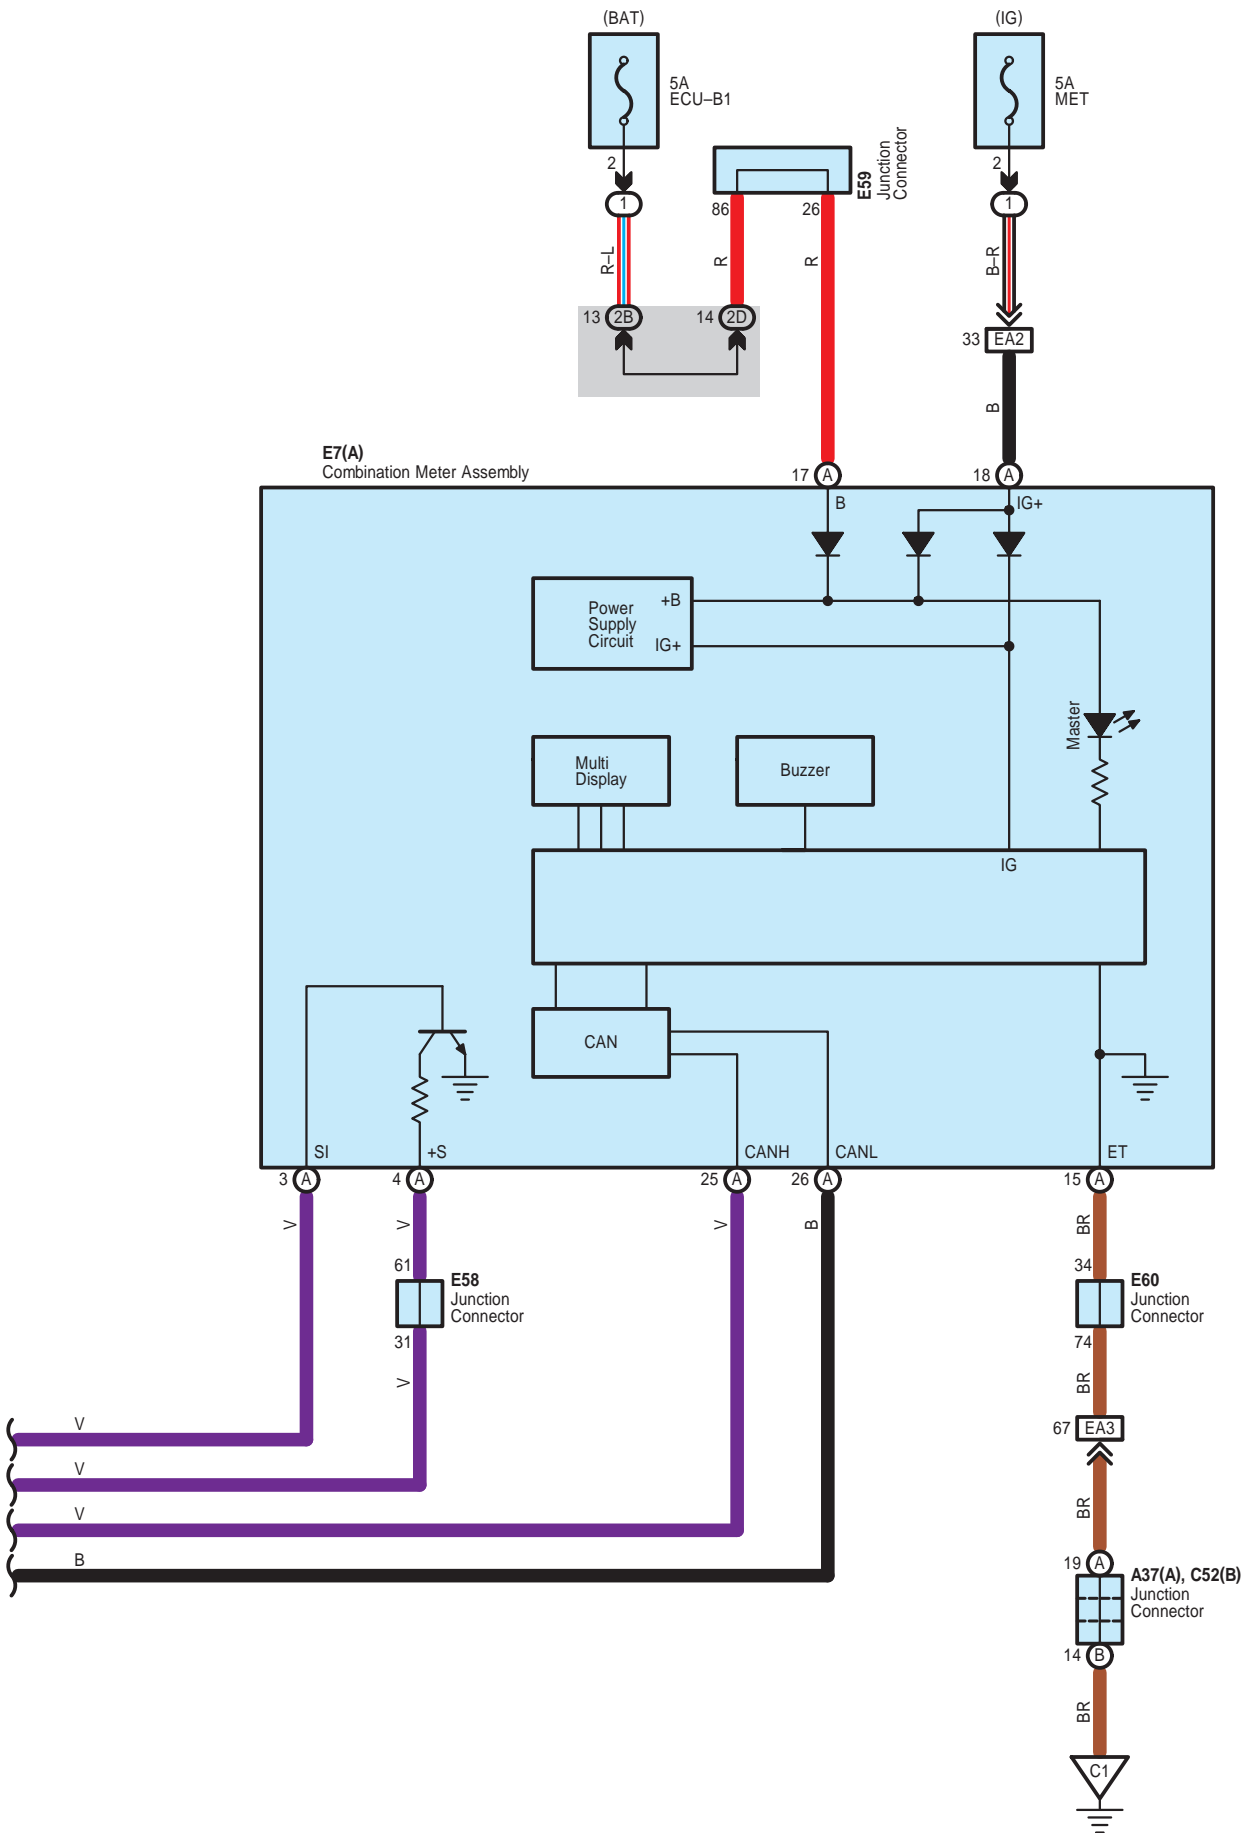 (BAT)
(IG)
5A
ECU–B1
5A
MET
2
2
E59
Junction
Connector
1
1
86
26
R–L
R
R
B–R
13
2B
14
2D
33
EA2
B
E7(A)
Combination Meter Assembly
17
A
18
A
B
IG+
Power
Supply
Circuit
+B
IG+
Master
Multi
Display
Buzzer
IG
CAN
SI
+S
CANH
CANL
ET
3
A
4
A
25
A
26
A
15
A
V
V
V
B
BR
61
E58
Junction
Connector
31
V
34
E60
Junction
Connector
74
BR
67
EA3
V
V
V
B
BR
19
A
A37(A), C52(B)
Junction
Connector
14
B
BR
C1